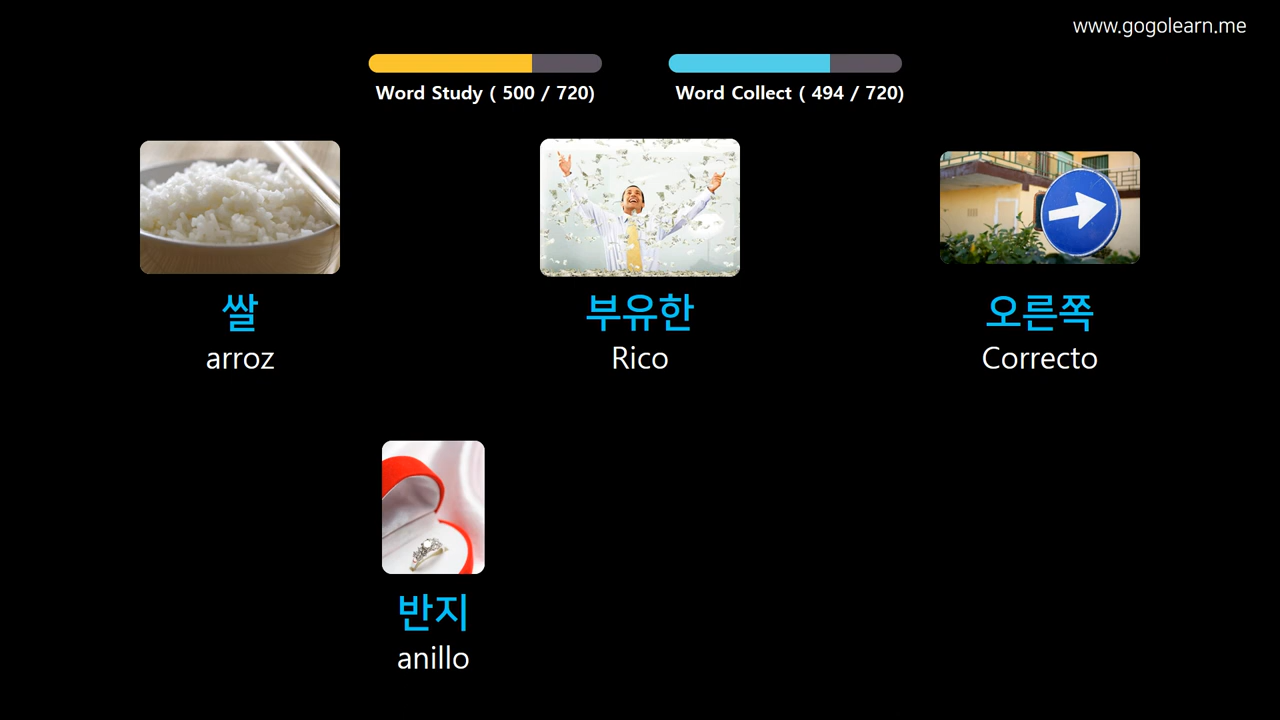 www.gogolearn.me
Word Study ( 500 / 720)
Word Collect ( 494 / 720)
쌀
arroz
부유한
Rico
오른쪽
Correcto
반지
anillo